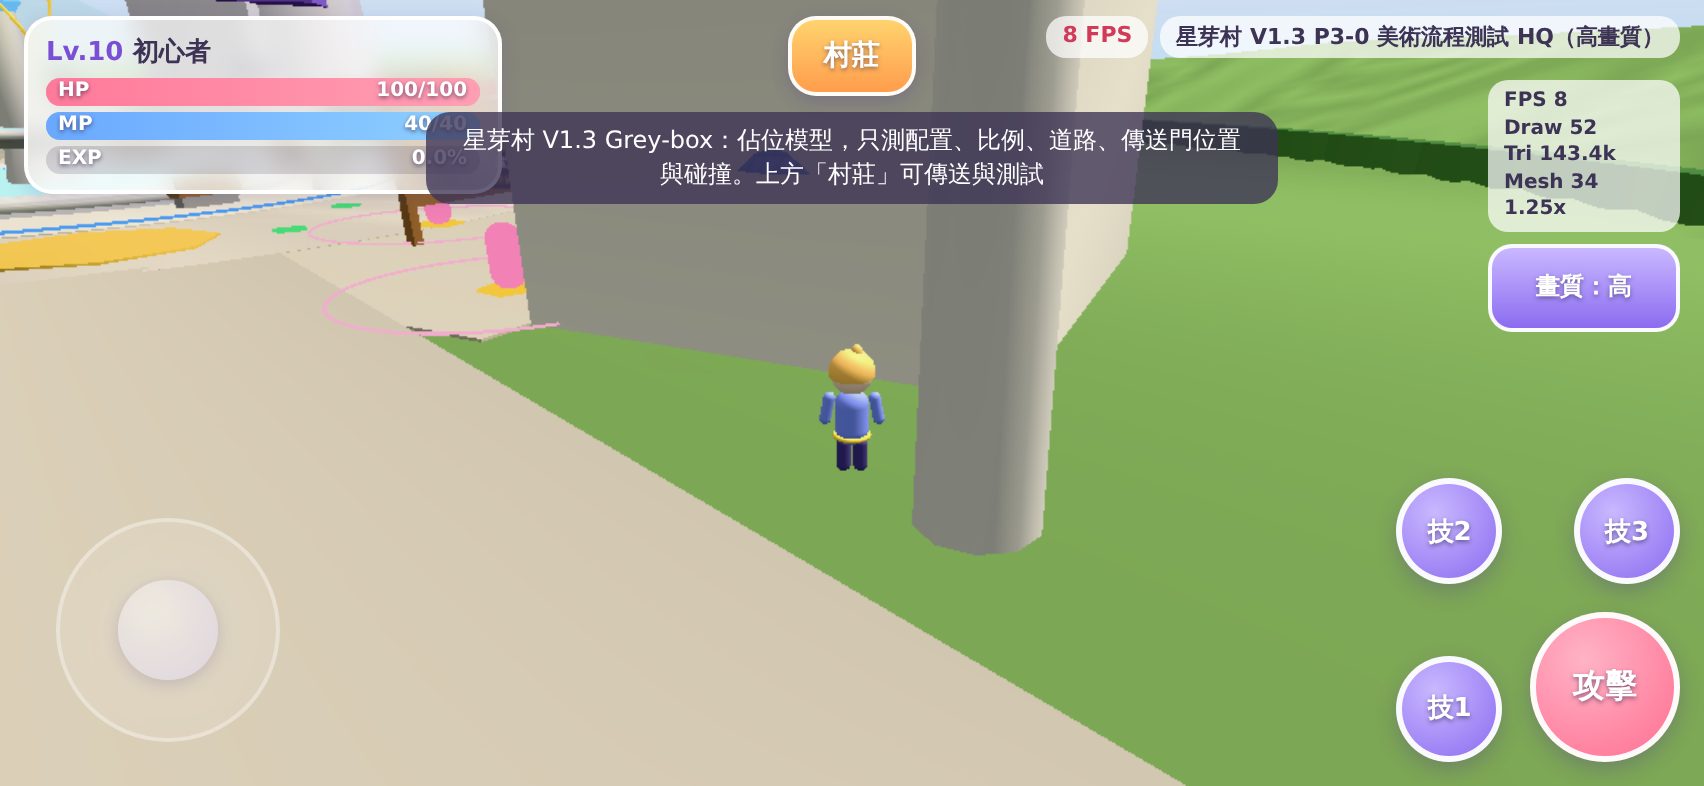 Lv.10 初心者
HP 100/100
MP 40/40
EXP 0.0%
村莊
8 FPS
星芽村 V1.3 P3-0 美術流程測試 HQ（高畫質）
星芽村 V1.3 Grey-box：佔位模型，只測配置、比例、道路、傳送門位置
與碰撞。上方「村莊」可傳送與測試
FPS 8
Draw 52
Tri 143.4k
Mesh 34
1.25x
畫質：高
技2
技3
技1
攻擊